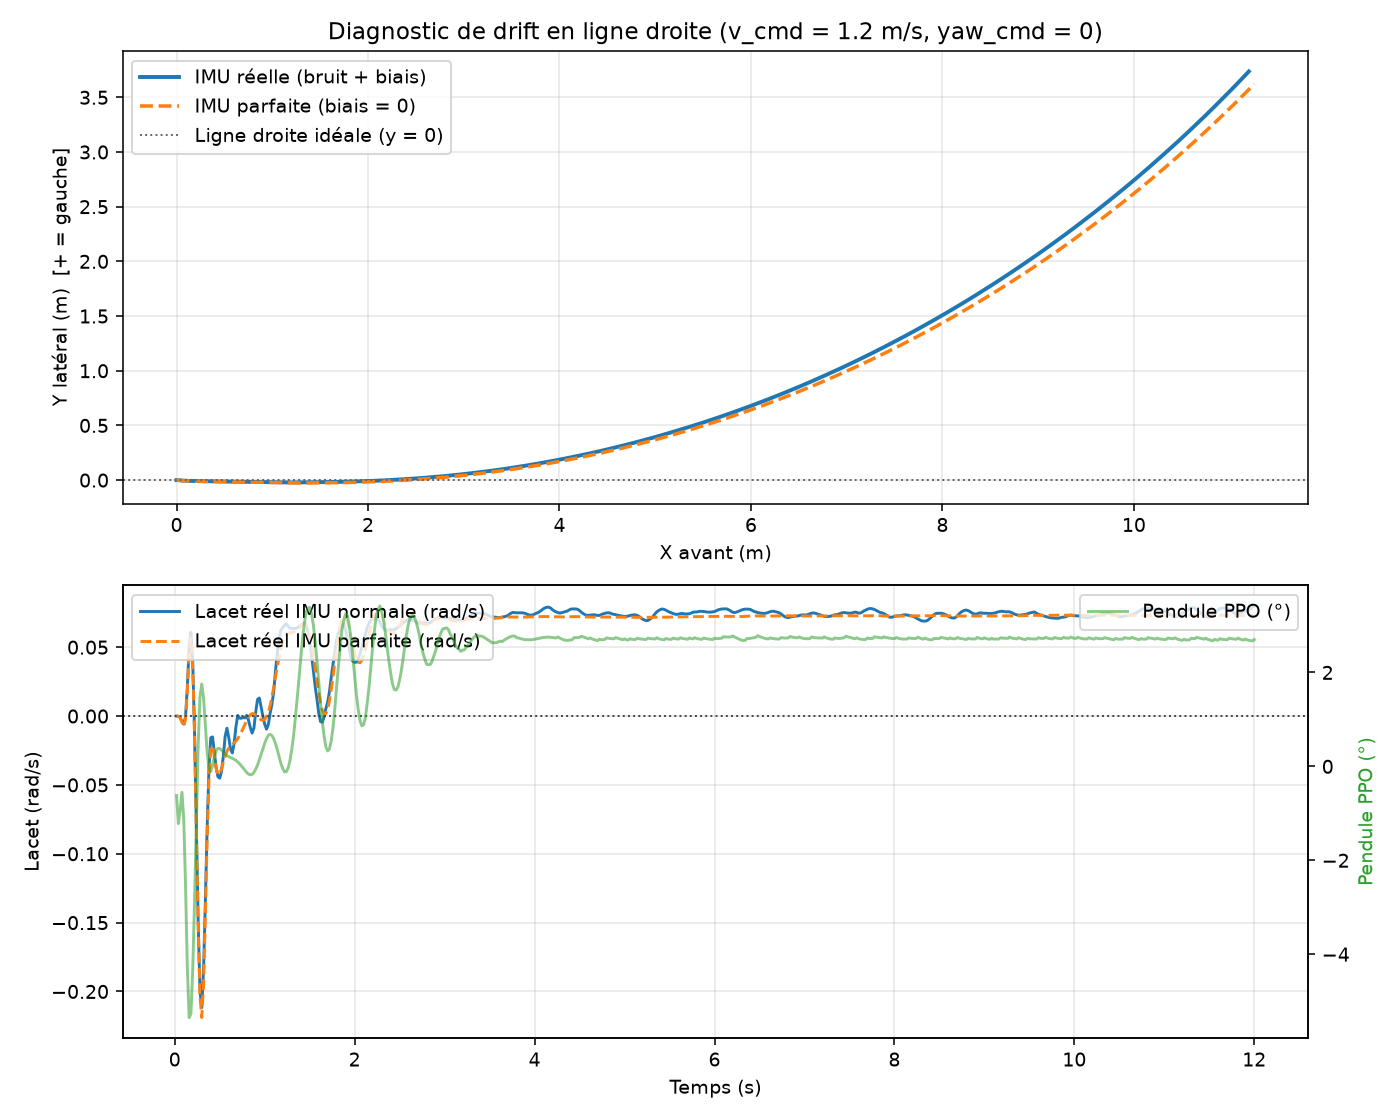 Diagnostic de drift en ligne droite (v_cmd = 1.2 m/s, yaw_cmd = 0)
IMU réelle (bruit + biais)
IMU parfaite (biais = 0)
Ligne droite idéale (y = 0)
Y latéral (m)  [+ = gauche]
3.5
3.0
2.5
2.0
1.5
1.0
0.5
0.0
0 2 4 6 8 10
X avant (m)
Lacet réel IMU normale (rad/s)
Lacet réel IMU parfaite (rad/s)
Pendule PPO (°)
Lacet (rad/s)
0.05
0.00
−0.05
−0.10
−0.15
−0.20
2
0
−2
−4
Pendule PPO (°)
0 2 4 6 8 10 12
Temps (s)